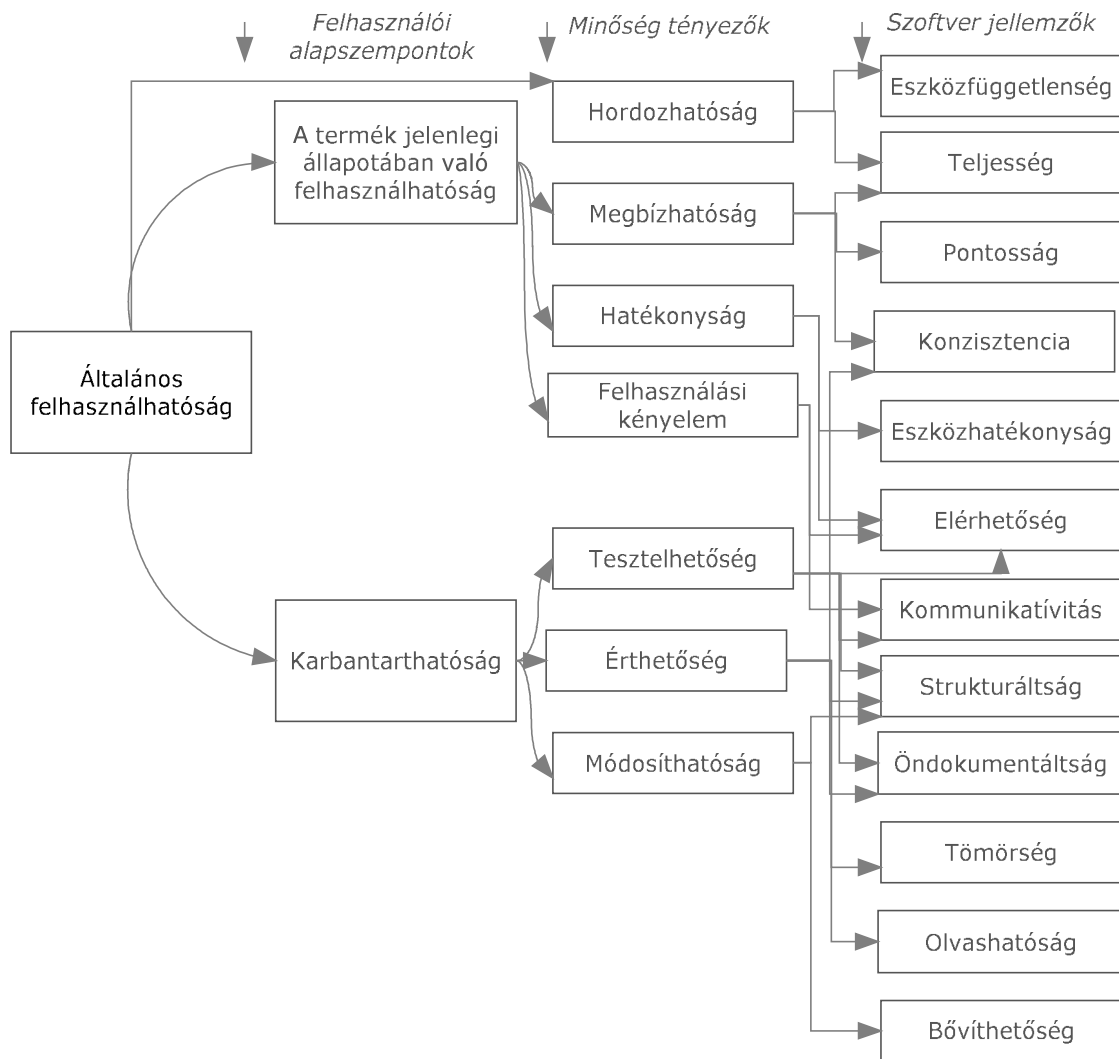 Felhasználói
alapszempontok
Minőség tényezők
Szoftver jellemzők
Általános
felhasználhatóság
A termék jelenlegi
állapotában való
felhasználhatóság
Karbantarthatóság
Hordozhatóság
Megbízhatóság
Hatékonyság
Felhasználási
kényelem
Tesztelhetőség
Érthetőség
Módosíthatóság
Eszközfüggetlenség
Teljesség
Pontosság
Konzisztencia
Eszközhatékonyság
Elérhetőség
Kommunikatívitás
Strukturáltság
Öndokumentáltság
Tömörség
Olvashatóság
Bővíthetőség